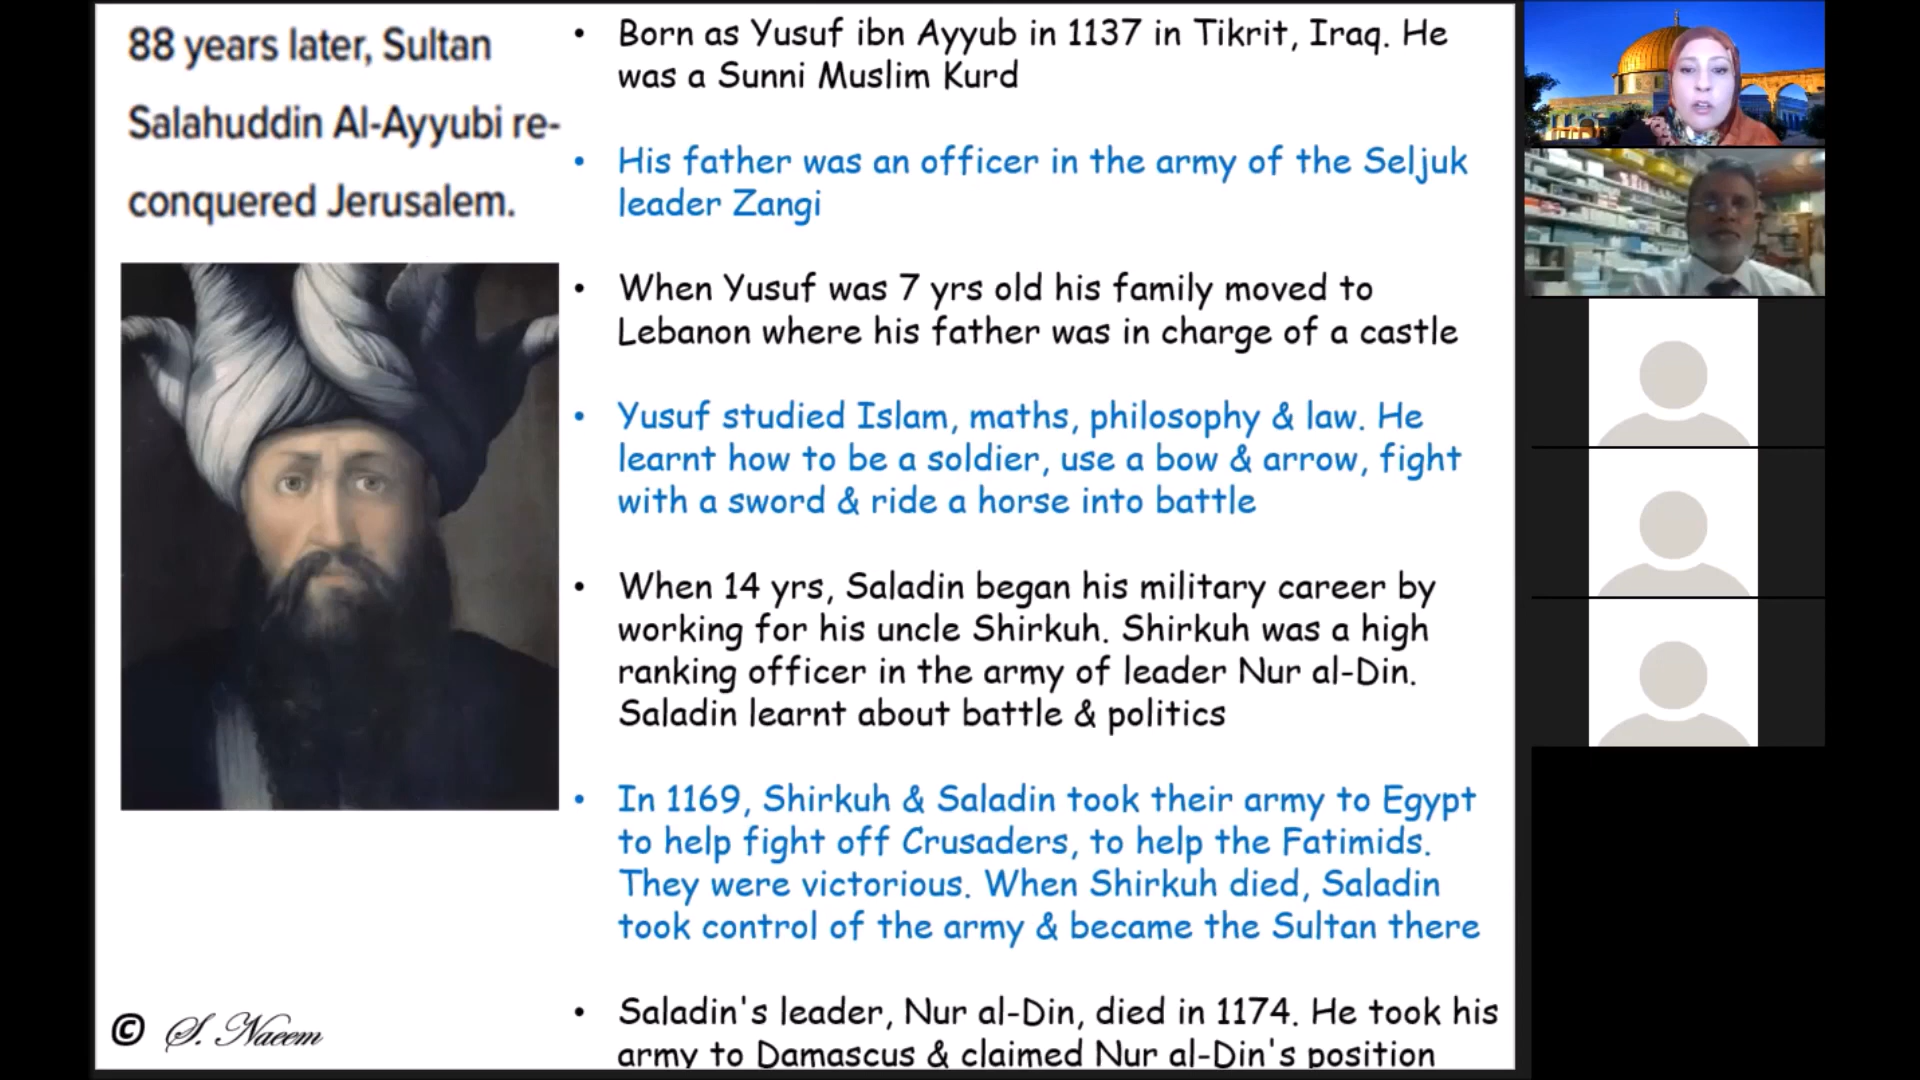 88 years later, Sultan
Salahuddin Al-Ayyubi re-
conquered Jerusalem.
• Born as Yusuf ibn Ayyub in 1137 in Tikrit, Iraq. He
was a Sunni Muslim Kurd
• His father was an officer in the army of the Seljuk
leader Zangi
• When Yusuf was 7 yrs old his family moved to
Lebanon where his father was in charge of a castle
• Yusuf studied Islam, maths, philosophy & law. He
learnt how to be a soldier, use a bow & arrow, fight
with a sword & ride a horse into battle
• When 14 yrs, Saladin began his military career by
working for his uncle Shirkuh. Shirkuh was a high
ranking officer in the army of leader Nur al-Din.
Saladin learnt about battle & politics
• In 1169, Shirkuh & Saladin took their army to Egypt
to help fight off Crusaders, to help the Fatimids.
They were victorious. When Shirkuh died, Saladin
took control of the army & became the Sultan there
• Saladin's leader, Nur al-Din, died in 1174. He took his
army to Damascus & claimed Nur al-Din's position
© S. Naeem